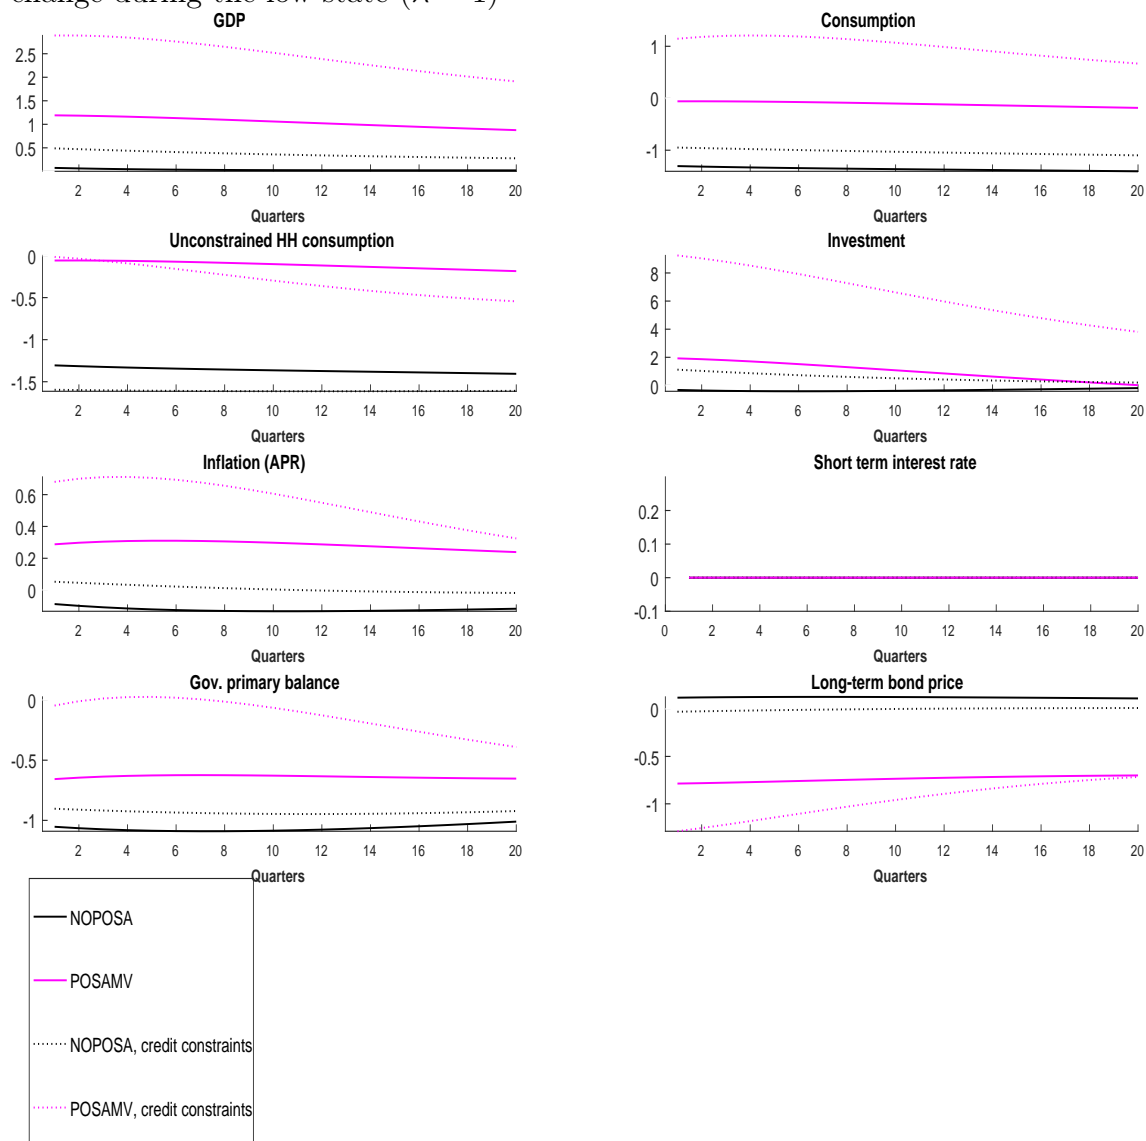 change during the low state
GDP
2.5
2
1.5
1
0.5
2 4 6 8 10 12 14 16 18 20
Quarters
Consumption
1
0
-1
2 4 6 8 10 12 14 16 18 20
Quarters
Unconstrained HH consumption
0
-0.5
-1
-1.5
2 4 6 8 10 12 14 16 18 20
Quarters
Investment
8
6
4
2
0
2 4 6 8 10 12 14 16 18 20
Quarters
Inflation (APR)
0.6
0.4
0.2
0
2 4 6 8 10 12 14 16 18 20
Quarters
Short term interest rate
0.2
0.1
0
-0.1
0 2 4 6 8 10 12 14 16 18 20
Quarters
Gov. primary balance
0
-0.5
-1
2 4 6 8 10 12 14 16 18 20
Quarters
Long-term bond price
0
-0.5
-1
2 4 6 8 10 12 14 16 18 20
Quarters
NOPOSA
POSAMV
NOPOSA, credit constraints
POSAMV, credit constraints